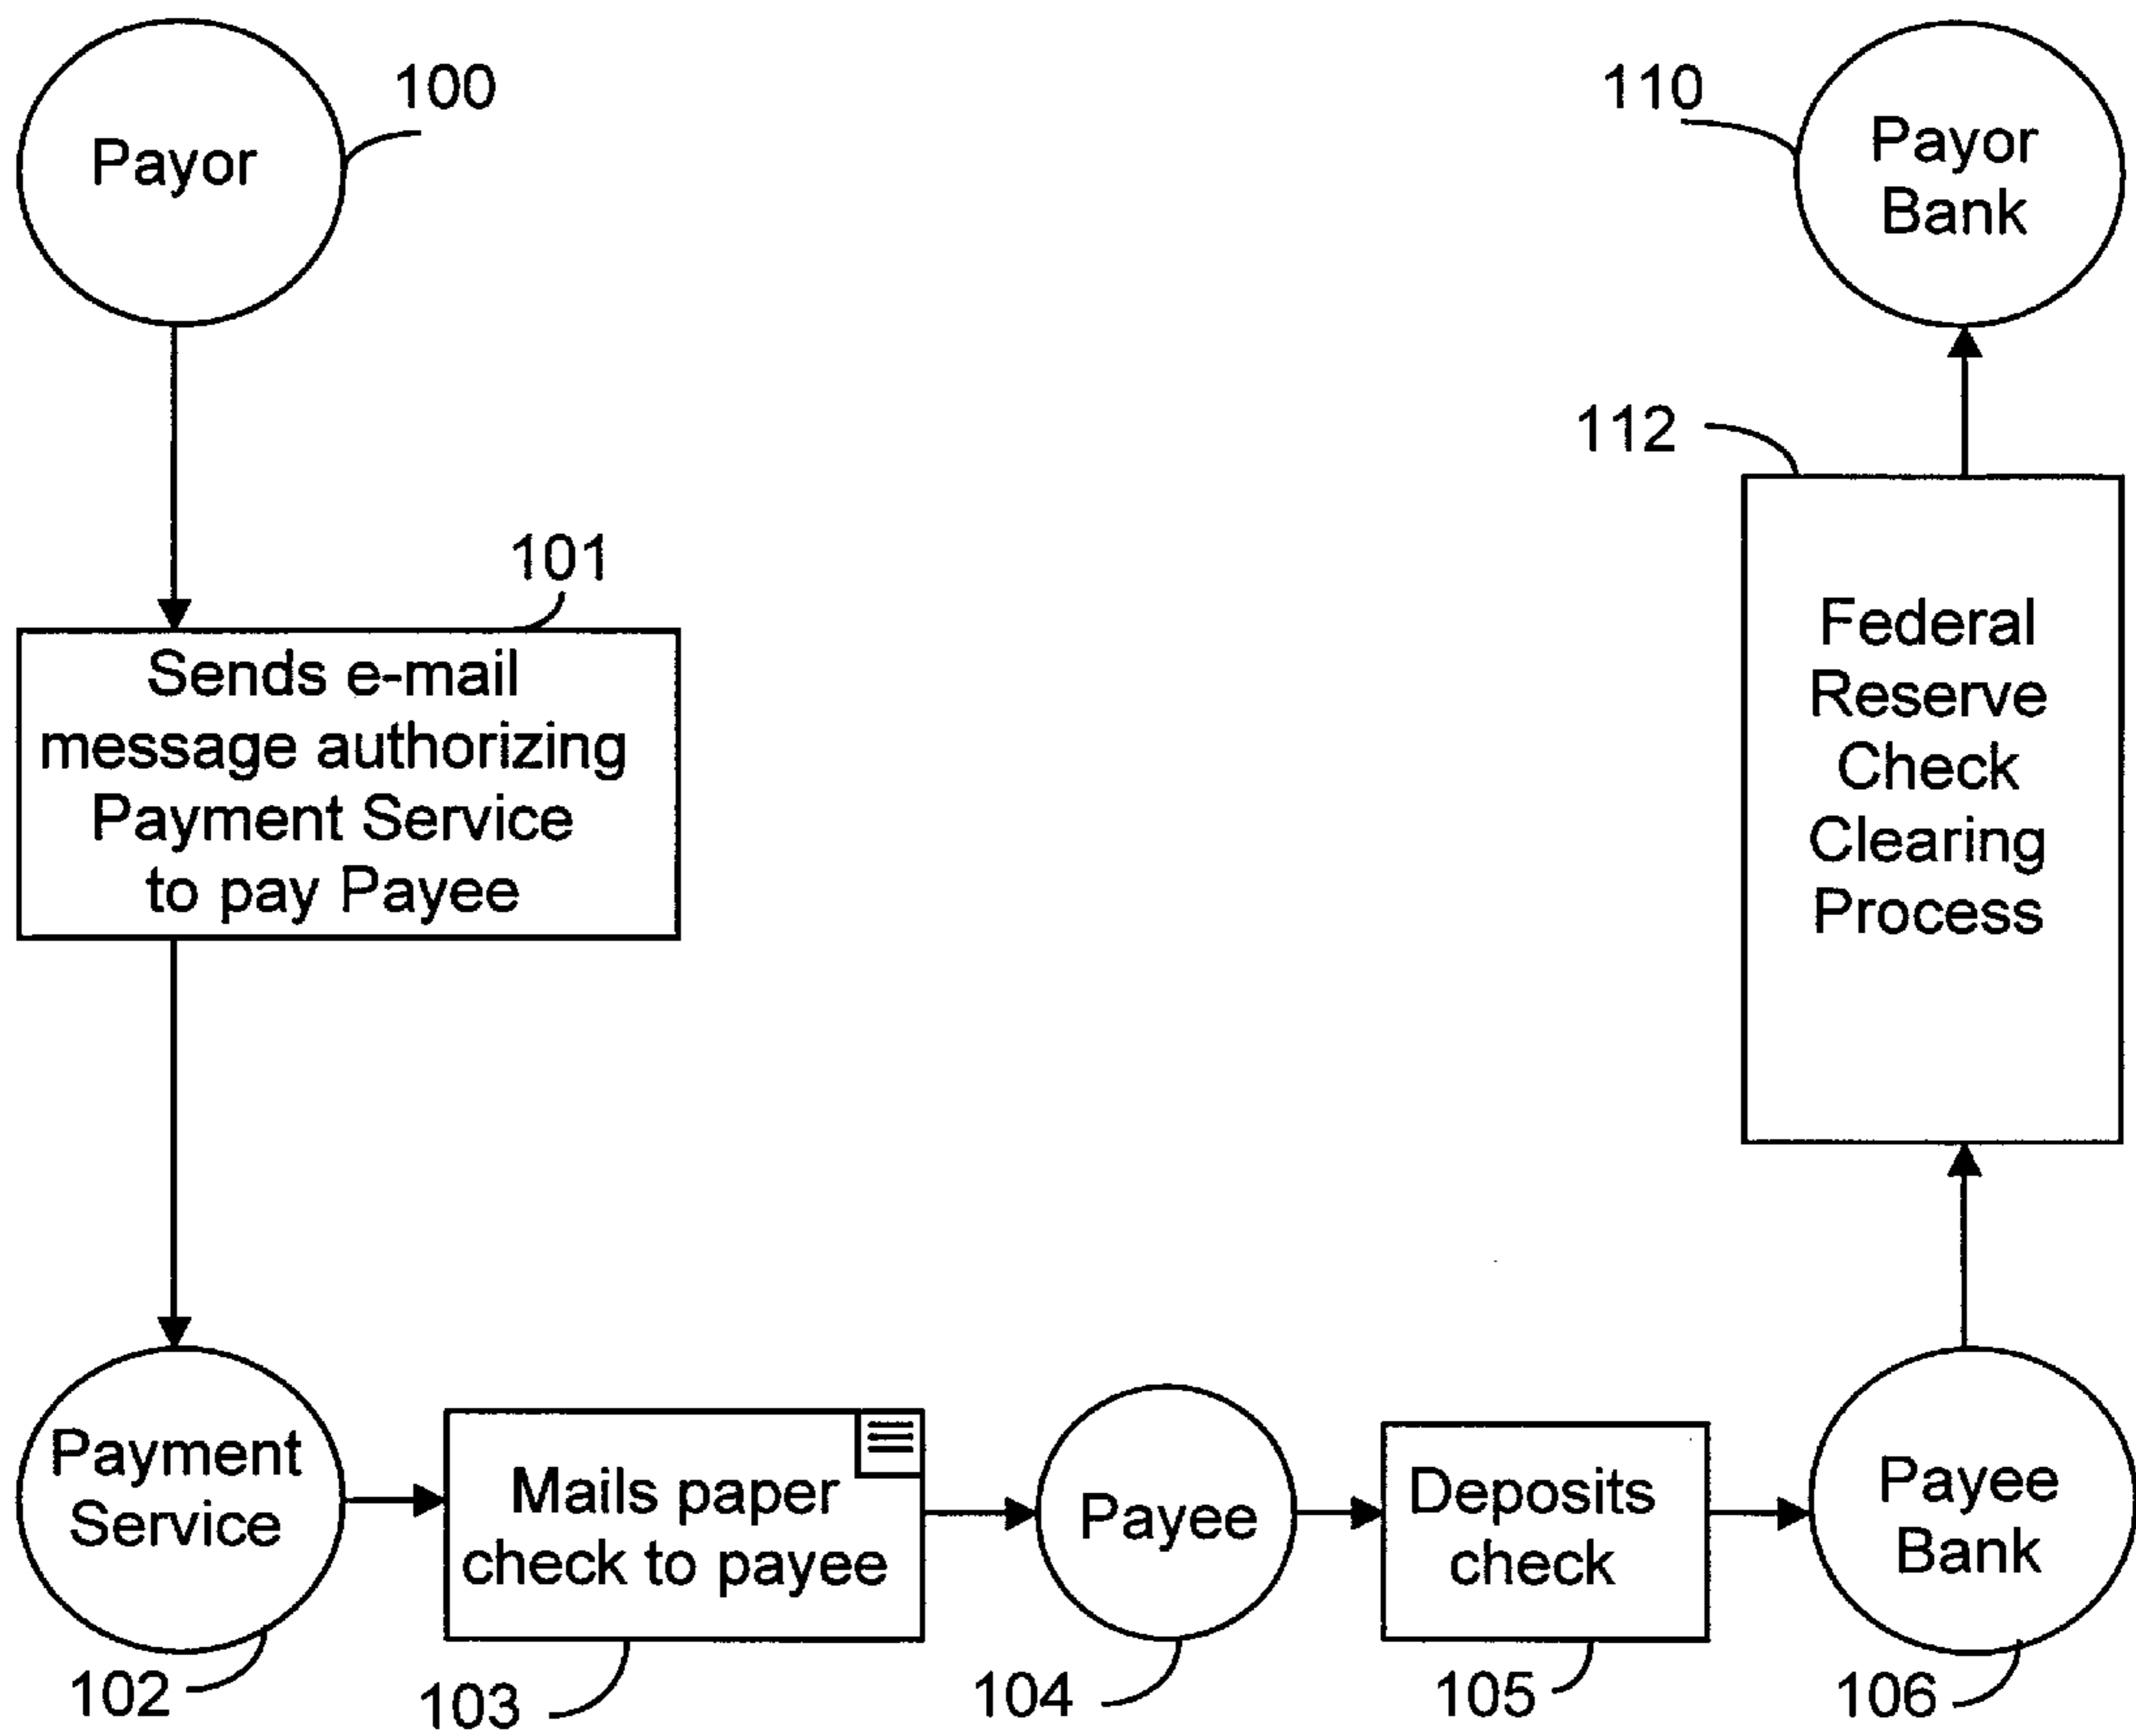 100
Payor
110
Payor
Bank
112
101
Sends e-mail
message authorizing
Payment Service
to pay Payee
Federal
Reserve
Check
Clearing
Process
Payment
Service
Mails paper
check to payee
Payee
Deposits
check
Payee
Bank
102
103
104
105
106